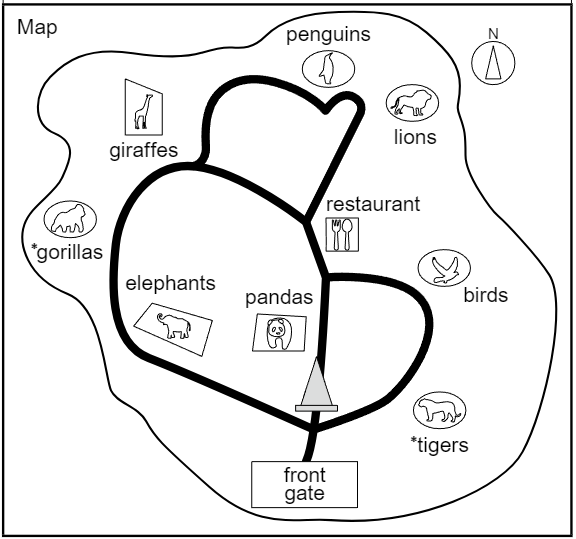 Map
penguins
N
lions
giraffes
restaurant
*gorillas
elephants
pandas
birds
*tigers
front
gate